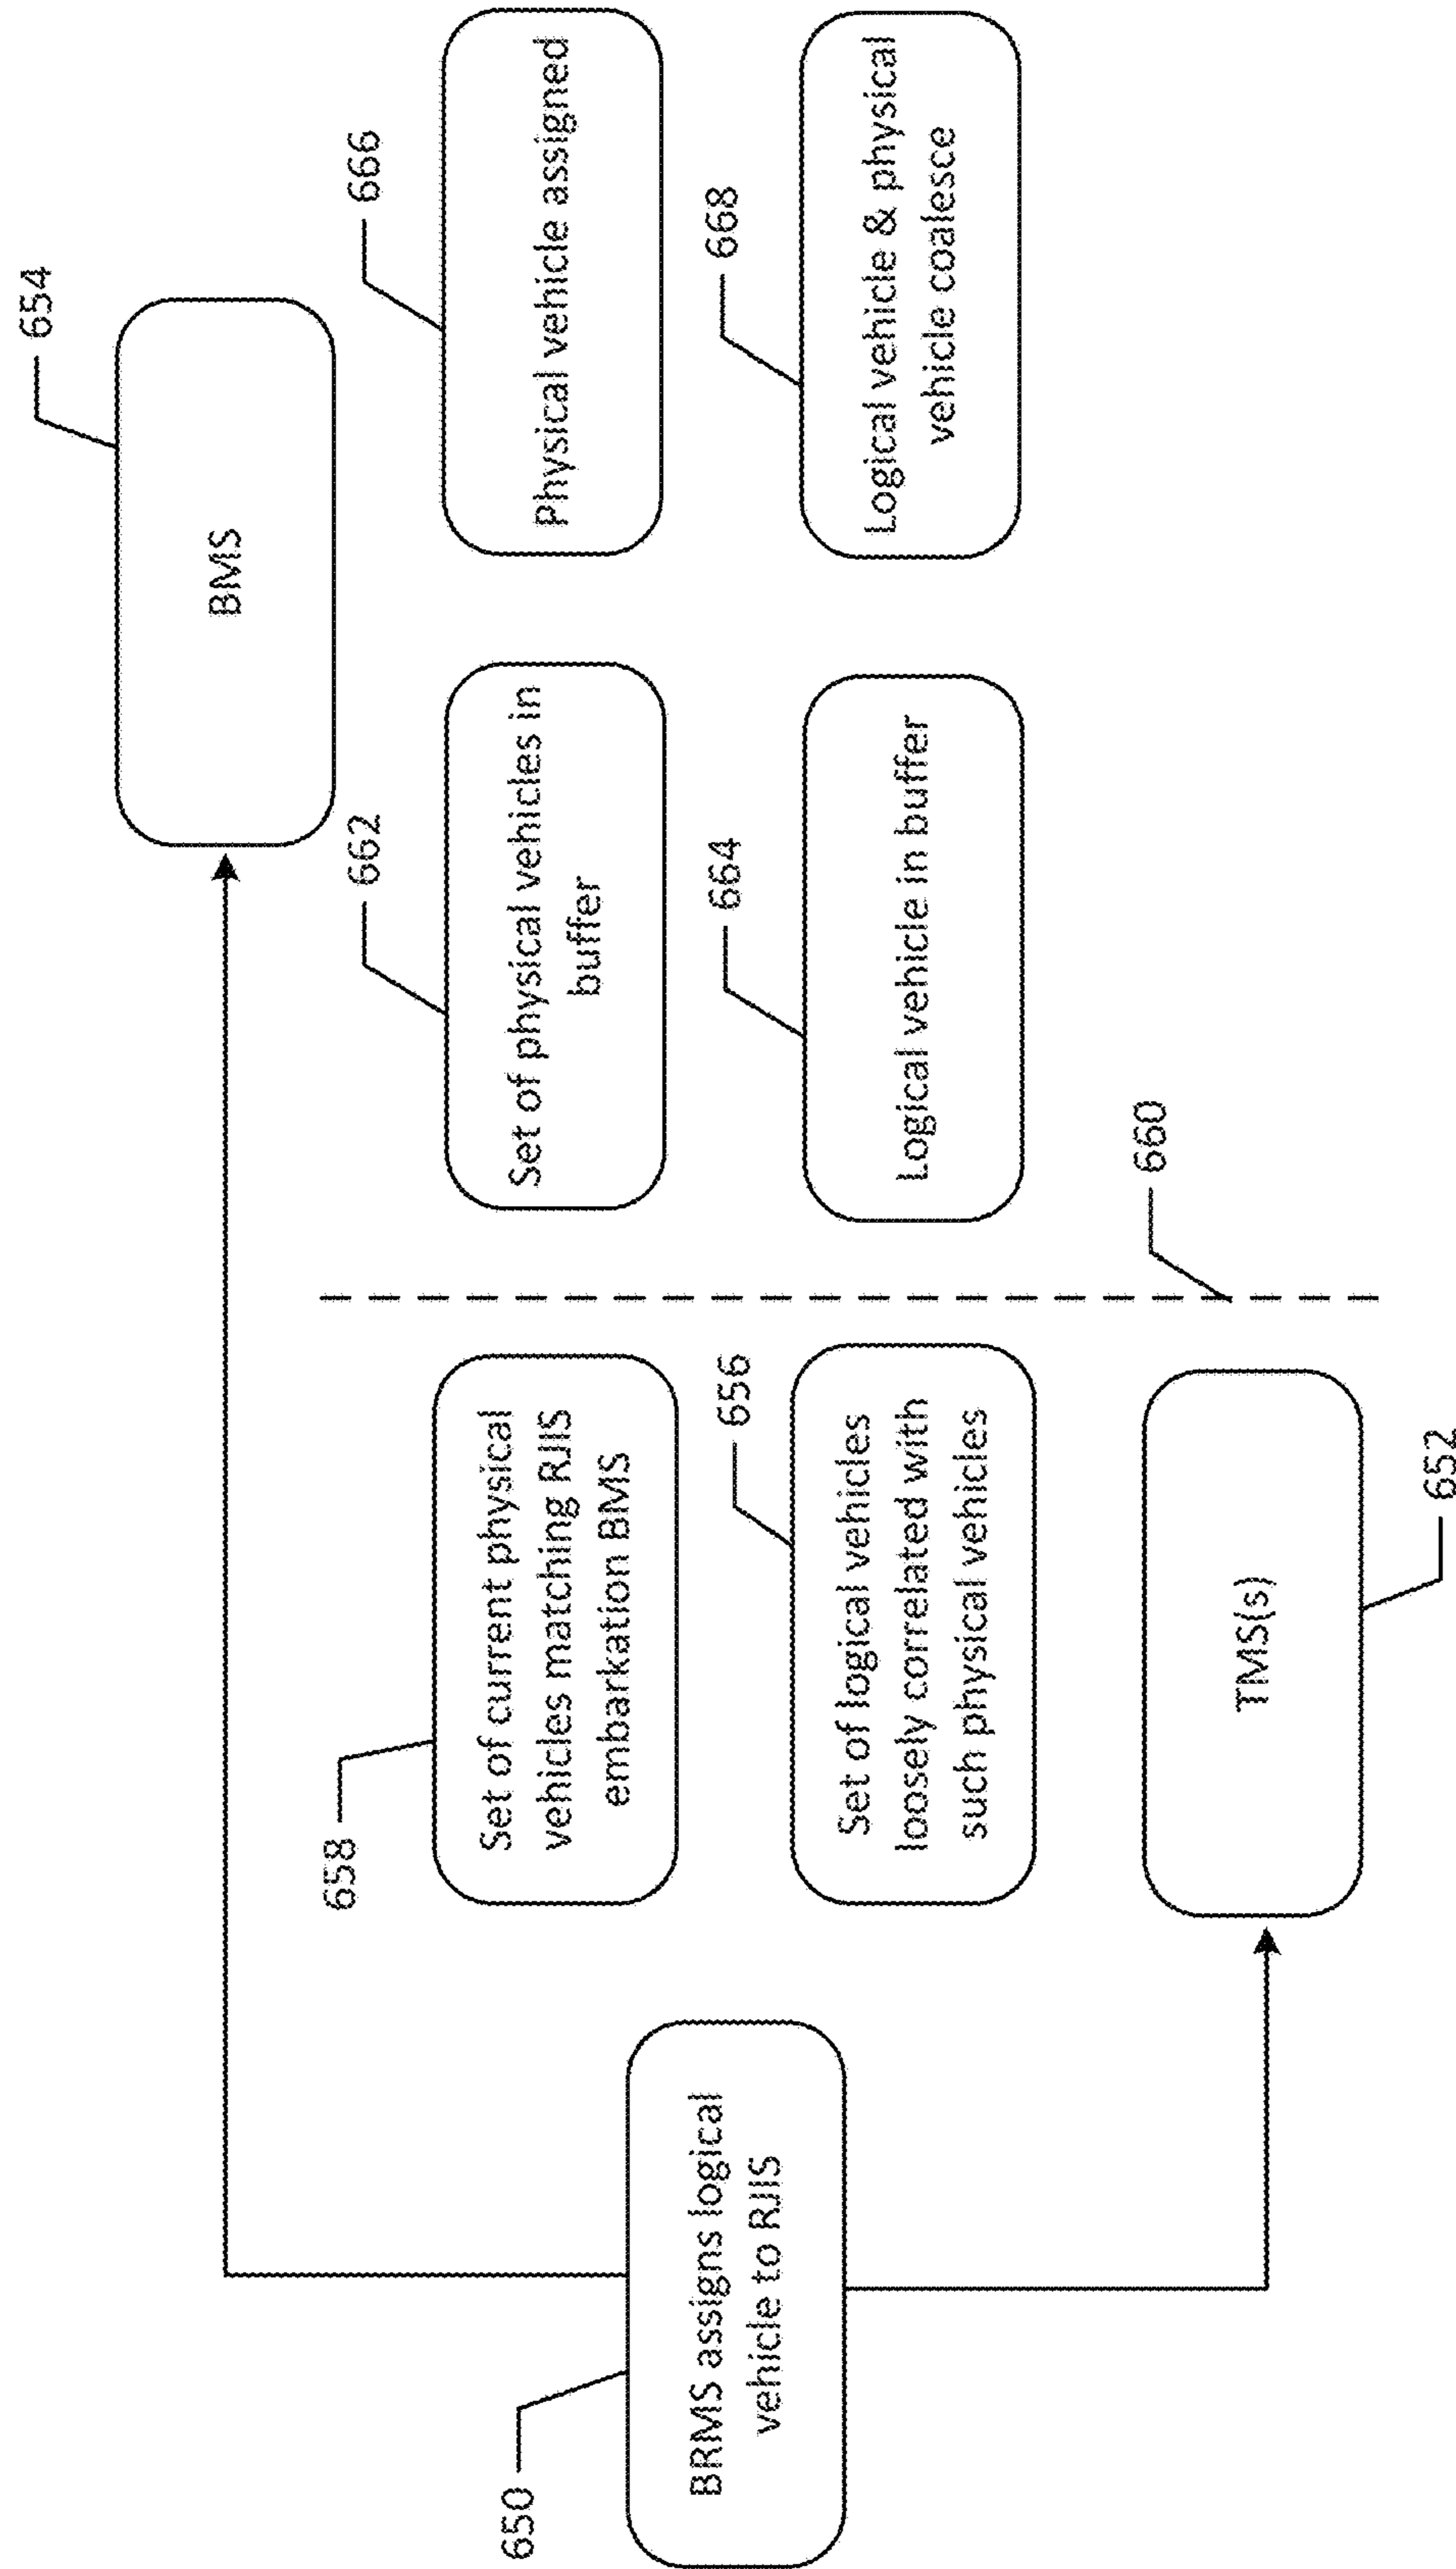 654
BMS
658
Set of current physical
vehicles matching RJIS
embarkation BMS
662
Set of physical vehicles in
buffer
666
Physical vehicle assigned
650
BRMS assigns logical
vehicle to RJIS
656
Set of logical vehicles
loosely correlated with
such physical vehicles
664
Logical vehicle in buffer
668
Logical vehicle & physical
vehicle coalesce
660
TMS(s)
652